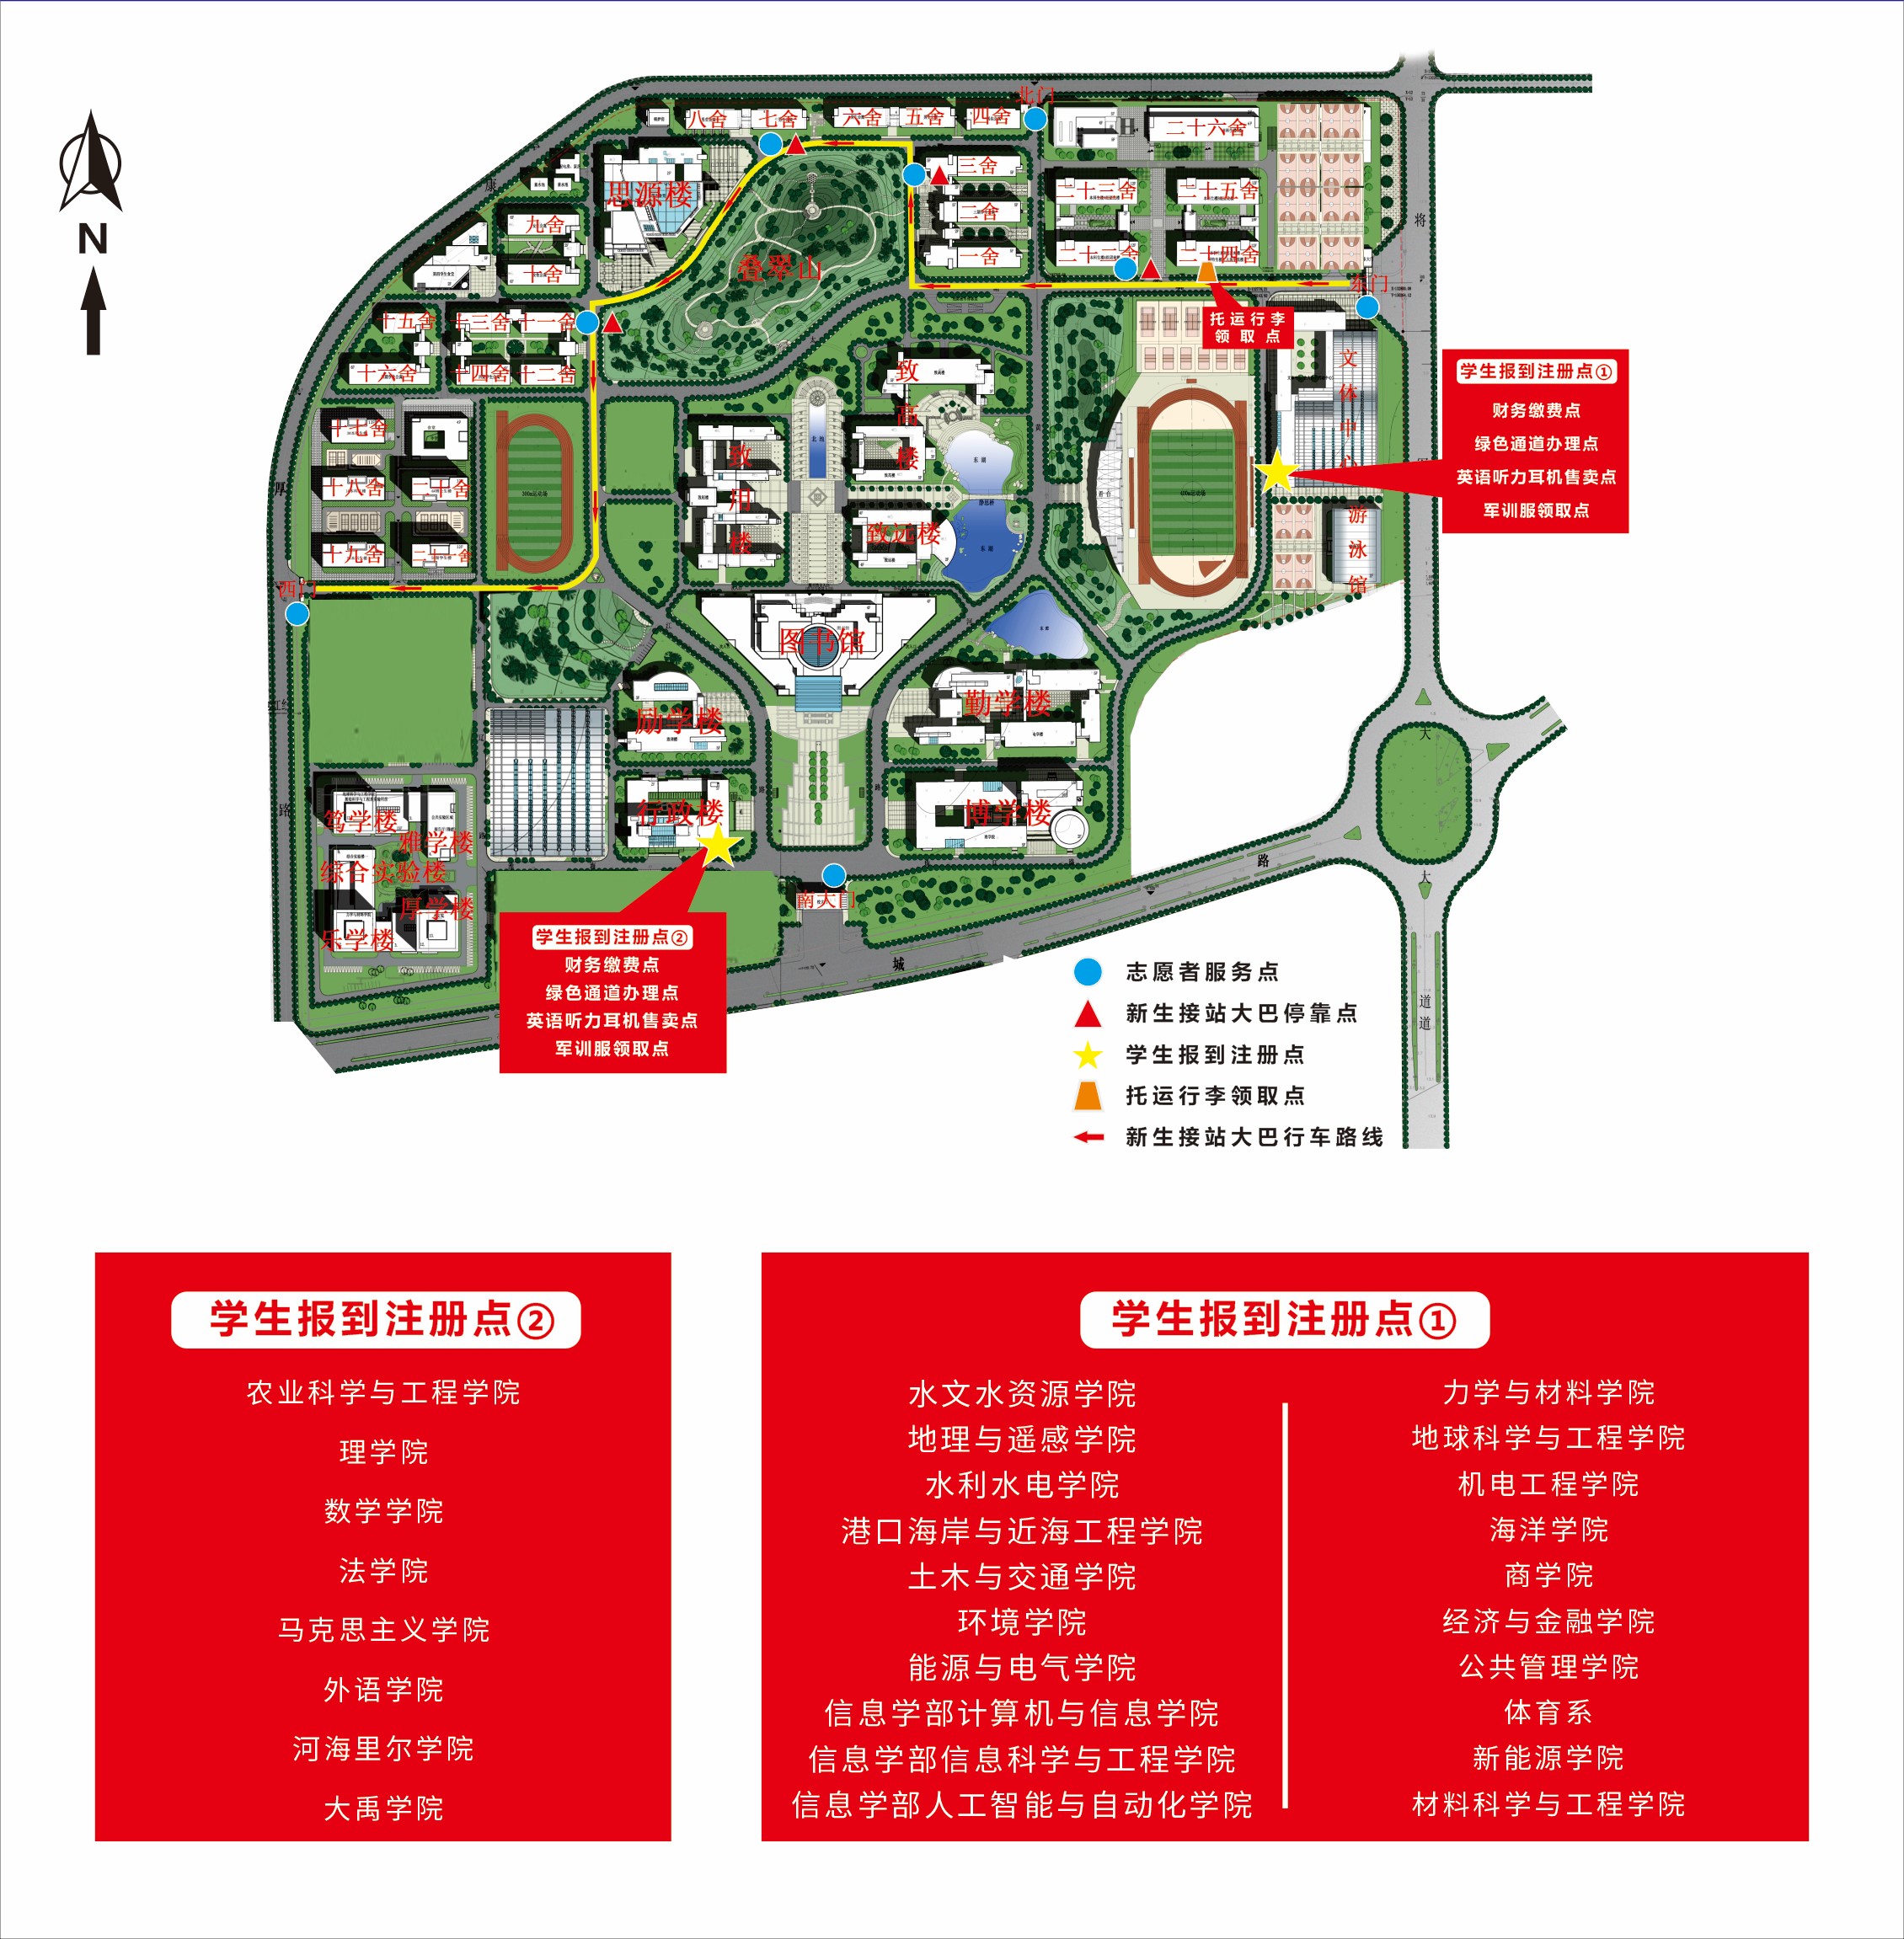 北门
八舍
七舍
六舍
五舍
四舍
二十六舍
三舍
思源楼
二十三舍
二十五舍
康
九舍
二舍
将
一舍
二十二舍
二十四舍
叠翠山
十舍
东门
托运行李
领取点
十五舍
十三舍
十一舍
十六舍
十四舍
十二舍
致高楼
文体中心
学生报到注册点①
财务缴费点
绿色通道办理点
英语听力耳机售卖点
军训服领取点
十七舍
致用楼
十八舍
二十舍
厚
致远楼
游泳馆
十九舍
二十一舍
西门
图书馆
勤学楼
励学楼
行政楼
博学楼
笃学楼
雅学楼
路
综合实验楼
厚学楼
乐学楼
南大门
大
路
大
城
道
道
学生报到注册点②
财务缴费点
绿色通道办理点
英语听力耳机售卖点
军训服领取点
N
志愿者服务点
新生接站大巴停靠点
学生报到注册点
托运行李领取点
新生接站大巴行车路线
学生报到注册点②
农业科学与工程学院
理学院
数学学院
法学院
马克思主义学院
外语学院
河海里尔学院
大禹学院
学生报到注册点①
水文水资源学院
地理与遥感学院
水利水电学院
港口海岸与近海工程学院
土木与交通学院
环境学院
能源与电气学院
信息学部计算机与信息学院
信息学部信息科学与工程学院
信息学部人工智能与自动化学院
力学与材料学院
地球科学与工程学院
机电工程学院
海洋学院
商学院
经济与金融学院
公共管理学院
体育系
新能源学院
材料科学与工程学院